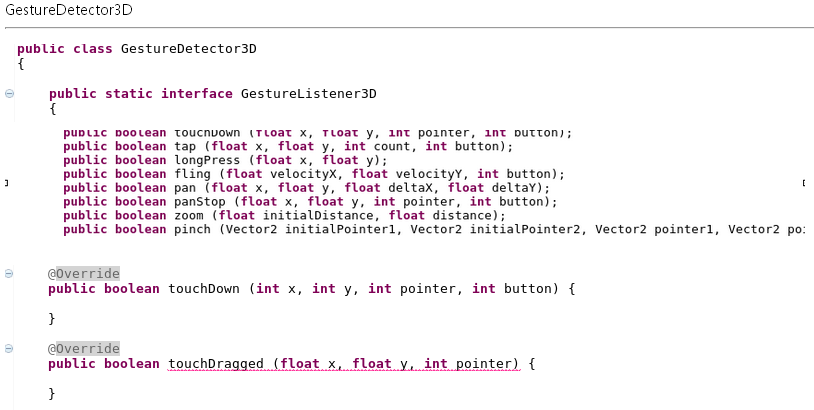 GestureDetector3D
public class GestureDetector3D
{
public static interface GestureListener3D
{
public boolean touchDown (float x, float y, int pointer, int button);
public boolean tap (float x, float y, int count, int button);
public boolean longPress (float x, float y);
public boolean fling (float velocityX, float velocityY, int button);
public boolean pan (float x, float y, float deltaX, float deltaY);
public boolean panStop (float x, float y, int pointer, int button);
public boolean zoom (float initialDistance, float distance);
public boolean pinch (Vector2 initialPointer1, Vector2 initialPointer2, Vector2 pointer1, Vector2 poi
@Override
public boolean touchDown (int x, int y, int pointer, int button) {
}
@Override
public boolean touchDragged (float x, float y, int pointer) {
}